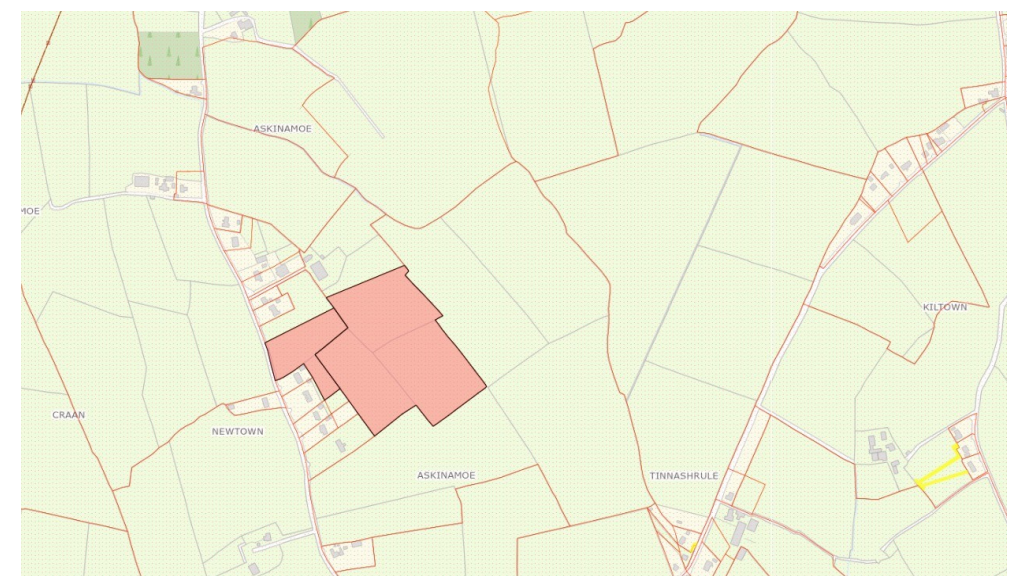 ASKINAMOE
MOE
KILTOWN
CRAAN
NEWTOWN
ASKINAMOE
TINNASHRULE